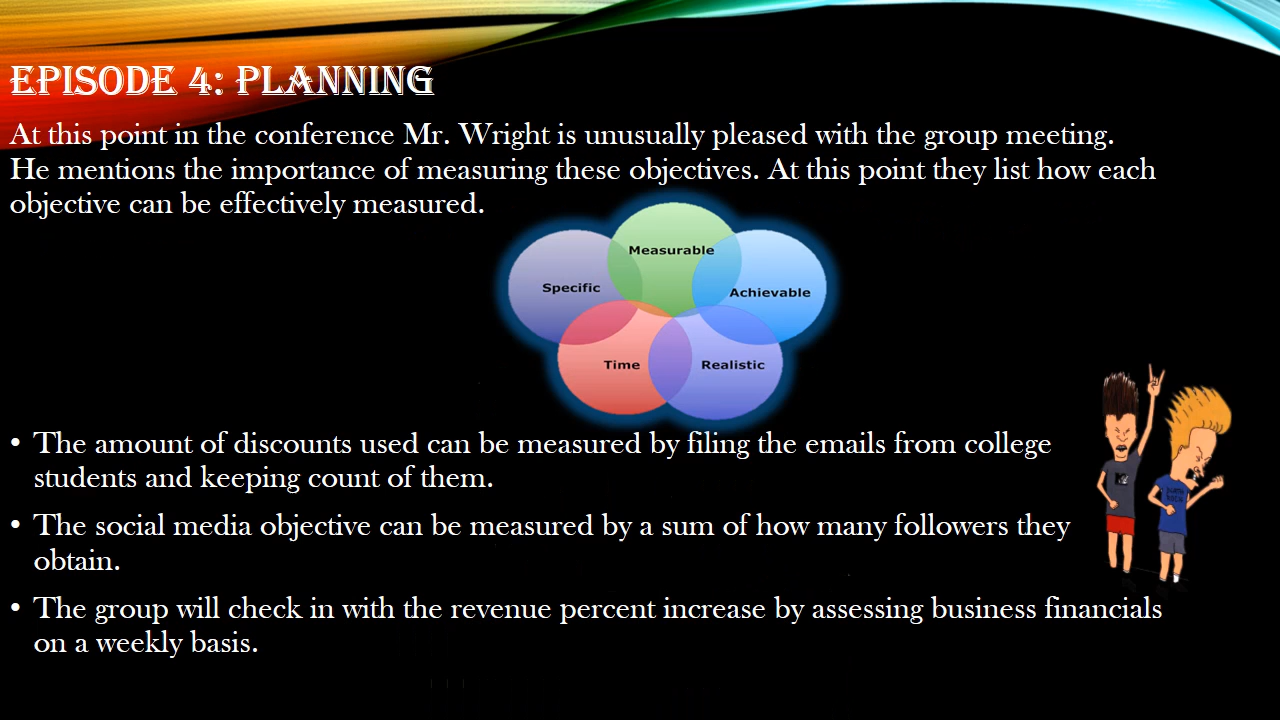 EPISODE 4: PLANNING
At this point in the conference Mr. Wright is unusually pleased with the group meeting.
He mentions the importance of measuring these objectives. At this point they list how each
objective can be effectively measured.
Measurable
Specific
Achievable
Time
Realistic
• The amount of discounts used can be measured by filing the emails from college
students and keeping count of them.
• The social media objective can be measured by a sum of how many followers they
obtain.
• The group will check in with the revenue percent increase by assessing business financials
on a weekly basis.